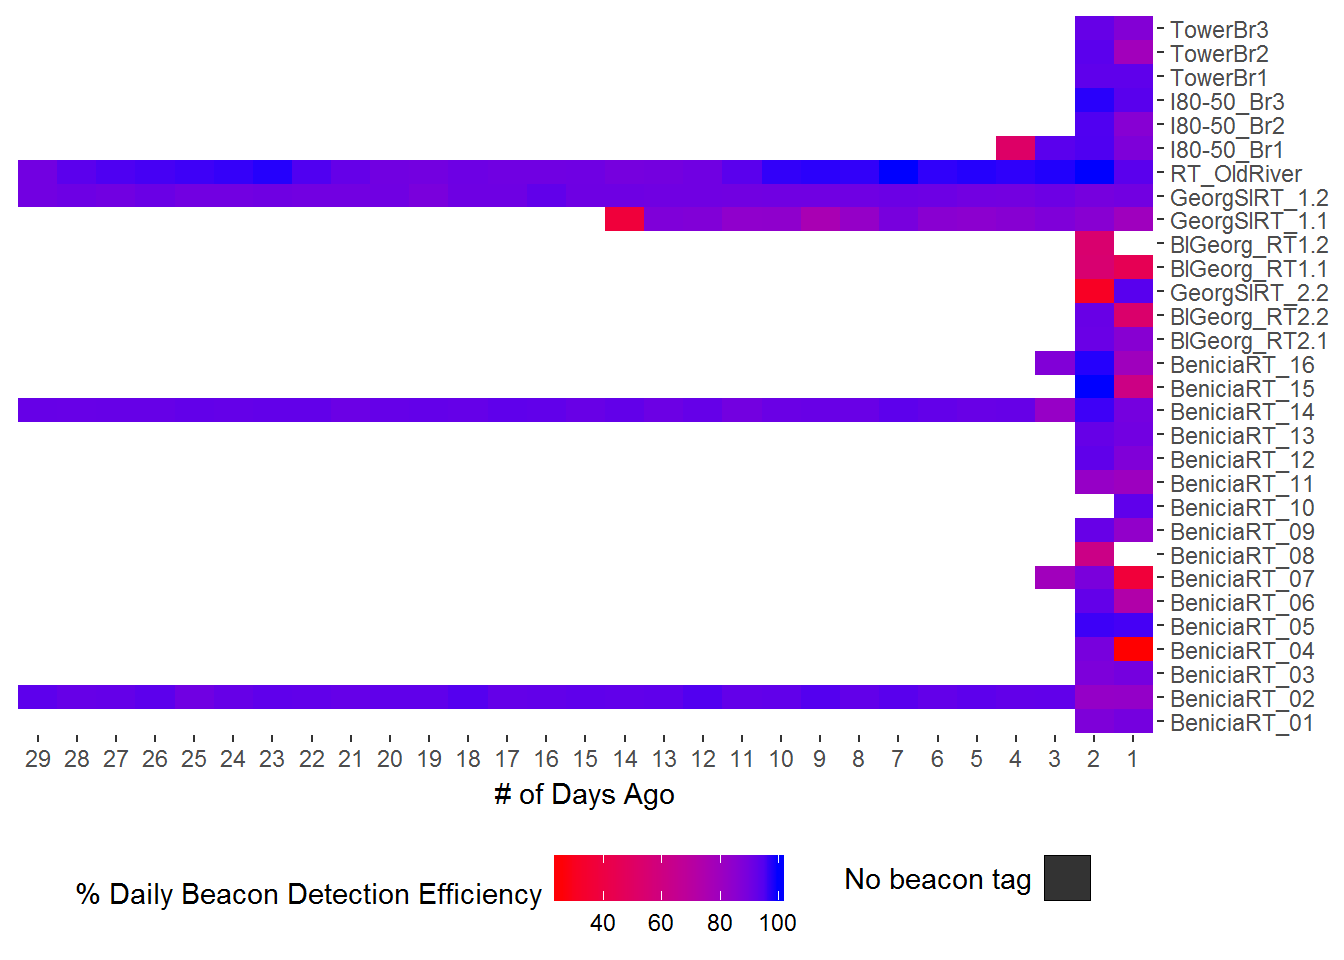 TowerBr3
TowerBr2
TowerBr1
I80-50_Br3
I80-50_Br2
I80-50_Br1
RT_OldRiver
GeorgSlRT_1.2
GeorgSlRT_1.1
BlGeorg_RT1.2
BlGeorg_RT1.1
GeorgSlRT_2.2
BlGeorg_RT2.2
BlGeorg_RT2.1
BeniciaRT_16
BeniciaRT_15
BeniciaRT_14
BeniciaRT_13
BeniciaRT_12
BeniciaRT_11
BeniciaRT_10
BeniciaRT_09
BeniciaRT_08
BeniciaRT_07
BeniciaRT_06
BeniciaRT_05
BeniciaRT_04
BeniciaRT_03
BeniciaRT_02
BeniciaRT_01
29 28 27 26 25 24 23 22 21 20 19 18 17 16 15 14 13 12 11 10 9 8 7 6 5 4 3 2 1
# of Days Ago
% Daily Beacon Detection Efficiency
40 60 80 100
No beacon tag